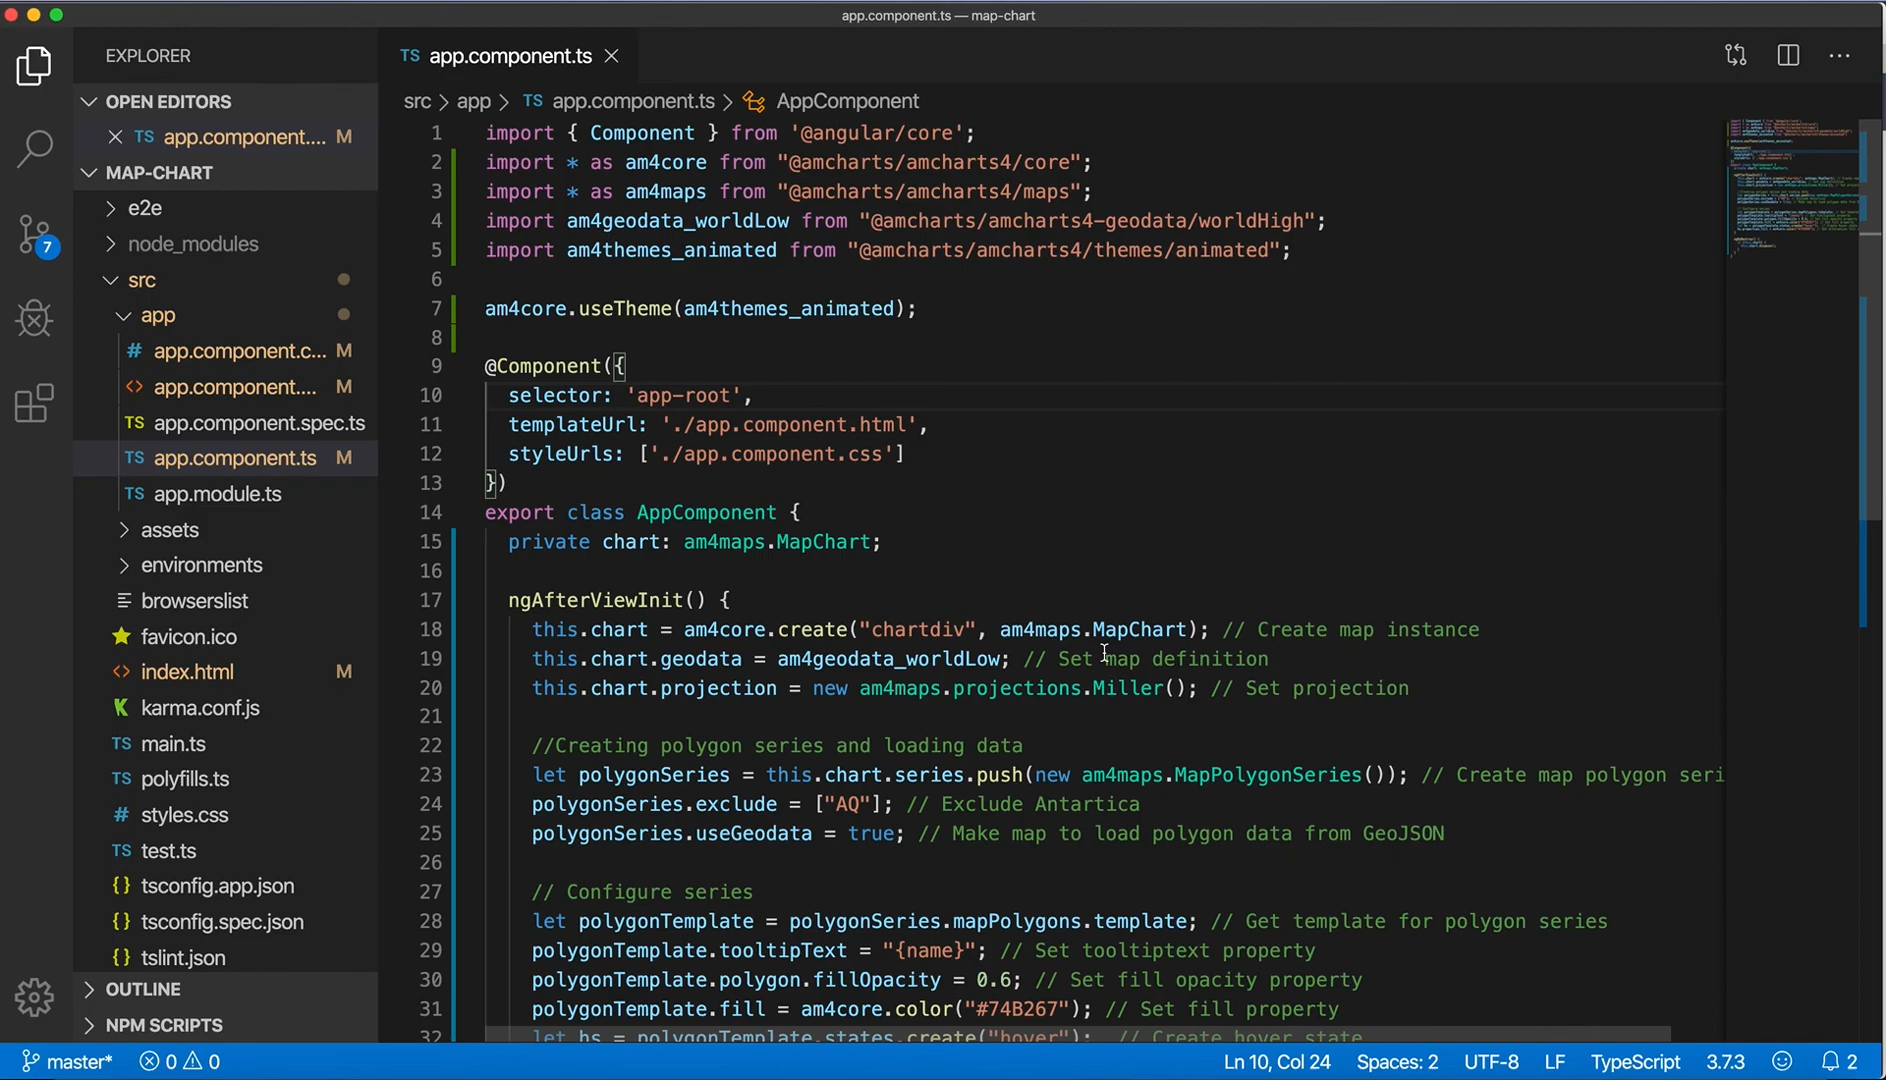 app.component.ts — map-chart
EXPLORER
OPEN EDITORS
TS app.component.... M
MAP-CHART
e2e
node_modules
src
app
# app.component.c... M
<> app.component.... M
TS app.component.spec.ts
TS app.component.ts M
TS app.module.ts
assets
environments
browserslist
favicon.ico
<> index.html M
karma.conf.js
TS main.ts
TS polyfills.ts
# styles.css
TS test.ts
{} tsconfig.app.json
{} tsconfig.spec.json
{} tslint.json
OUTLINE
NPM SCRIPTS
7
TS app.component.ts
src > app > TS app.component.ts > AppComponent
1 import { Component } from '@angular/core';
2 import * as am4core from "@amcharts/amcharts4/core";
3 import * as am4maps from "@amcharts/amcharts4/maps";
4 import am4geodata_worldLow from "@amcharts/amcharts4-geodata/worldHigh";
5 import am4themes_animated from "@amcharts/amcharts4/themes/animated";
6
7 am4core.useTheme(am4themes_animated);
8
9 @Component({
10 selector: 'app-root',
11 templateUrl: './app.component.html',
12 styleUrls: ['./app.component.css']
13 })
14 export class AppComponent {
15 private chart: am4maps.MapChart;
16
17 ngAfterViewInit() {
18 this.chart = am4core.create("chartdiv", am4maps.MapChart); // Create map instance
19 this.chart.geodata = am4geodata_worldLow; // Set map definition
20 this.chart.projection = new am4maps.projections.Miller(); // Set projection
21
22 //Creating polygon series and loading data
23 let polygonSeries = this.chart.series.push(new am4maps.MapPolygonSeries()); // Create map polygon seri
24 polygonSeries.exclude = ["AQ"]; // Exclude Antartica
25 polygonSeries.useGeodata = true; // Make map to load polygon data from GeoJSON
26
27 // Configure series
28 let polygonTemplate = polygonSeries.mapPolygons.template; // Get template for polygon series
29 polygonTemplate.tooltipText = "{name}"; // Set tooltiptext property
30 polygonTemplate.polygon.fillOpacity = 0.6; // Set fill opacity property
31 polygonTemplate.fill = am4core.color("#74B267"); // Set fill property
32 let hs = polygonTemplate.states.create("hover"); // Create hover state
master* 0 0 Ln 10, Col 24 Spaces: 2 UTF-8 LF TypeScript 3.7.3 2